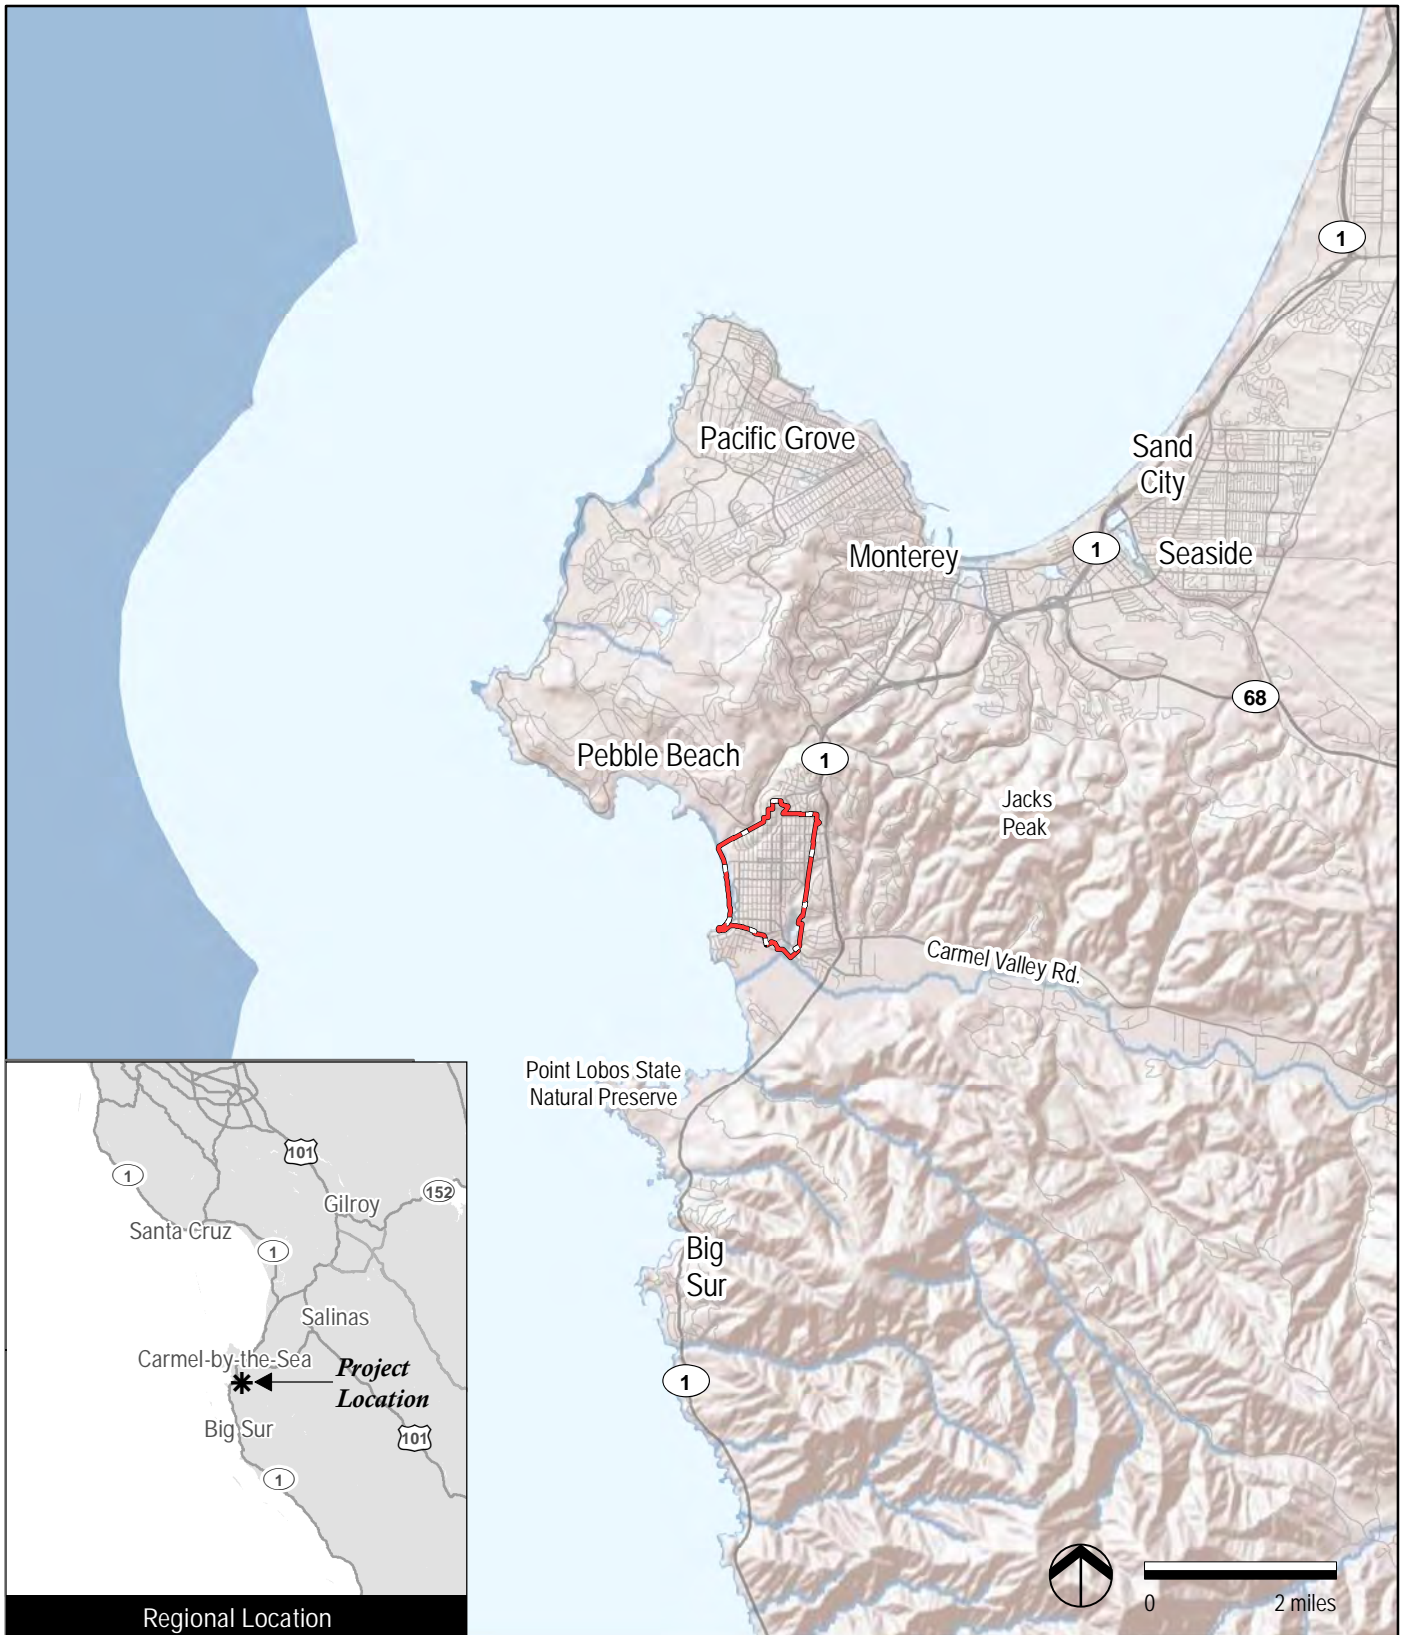 1
Pacific Grove
Sand
City
Monterey
1
Seaside
68
Pebble Beach
1
Jacks
Peak
Carmel Valley Rd.
Point Lobos State
Natural Preserve
Big
Sur
1
0
2 miles
101
1
152
Gilroy
Santa Cruz
1
Salinas
Carmel-by-the-Sea
Project
Location
Big Sur
101
1
Regional Location